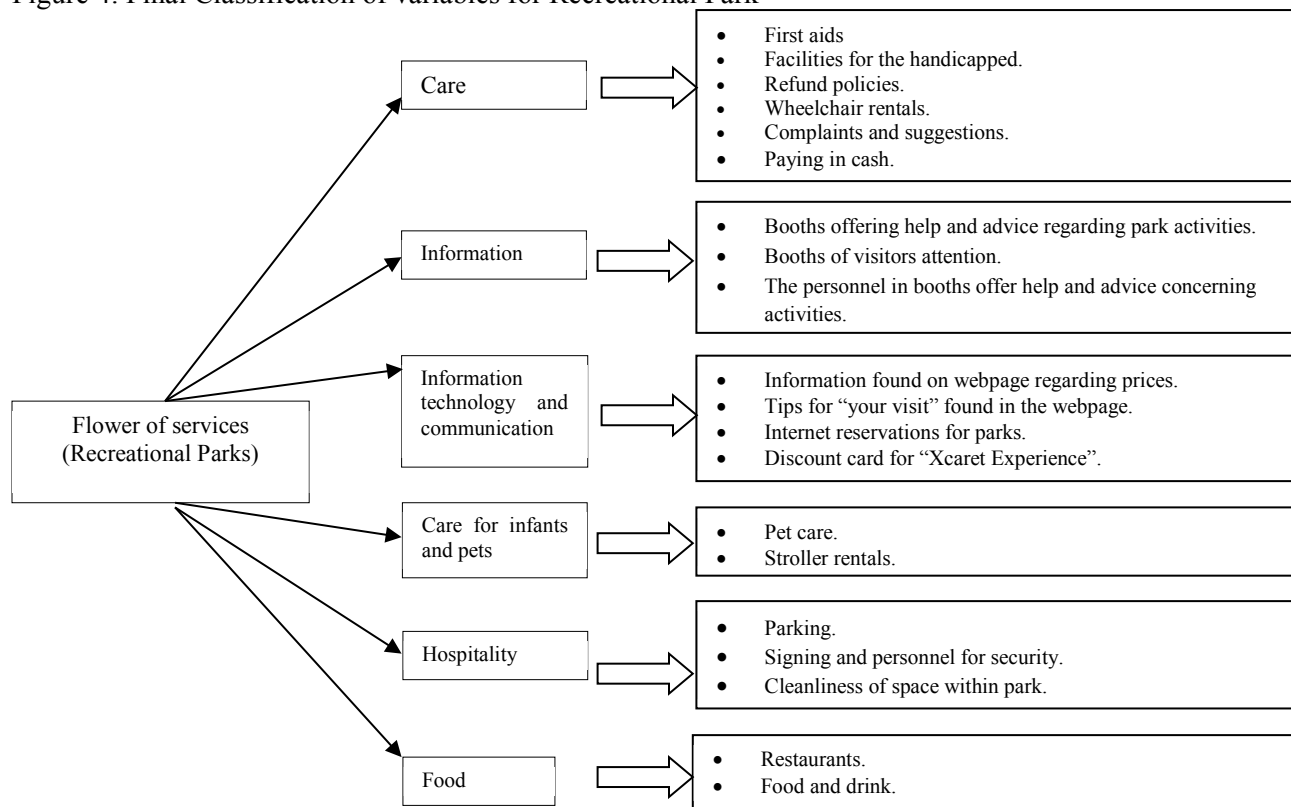 Figure 4. Final Classification of Variables for Recreational Park
• First aids
• Facilities for the handicapped.
• Refund policies.
• Wheelchair rentals.
• Complaints and suggestions.
• Paying in cash.
Care
• Booths offering help and advice regarding park activities.
• Booths of visitors attention.
• The personnel in booths offer help and advice concerning
activities.
Information
Information
technology and
communication
• Information found on webpage regarding prices.
• Tips for “your visit” found in the webpage.
• Internet reservations for parks.
• Discount card for “Xcaret Experience”.
Flower of services
(Recreational Parks)
Care for infants
and pets
• Pet care.
• Stroller rentals.
Hospitality
• Parking.
• Signing and personnel for security.
• Cleanliness of space within park.
Food
• Restaurants.
• Food and drink.